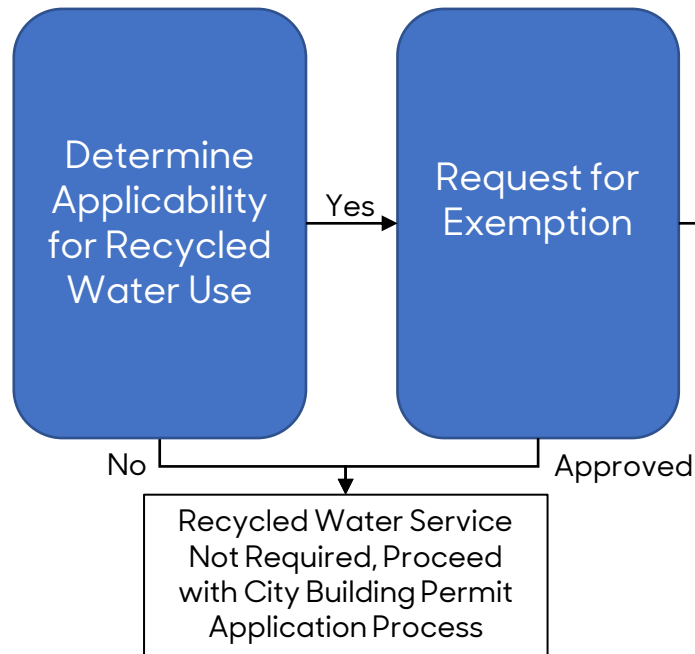 Determine
Applicability
for Recycled
Water Use
Yes
Request for
Exemption
No
Approved
Recycled Water Service
Not Required, Proceed
with City Building Permit
Application Process